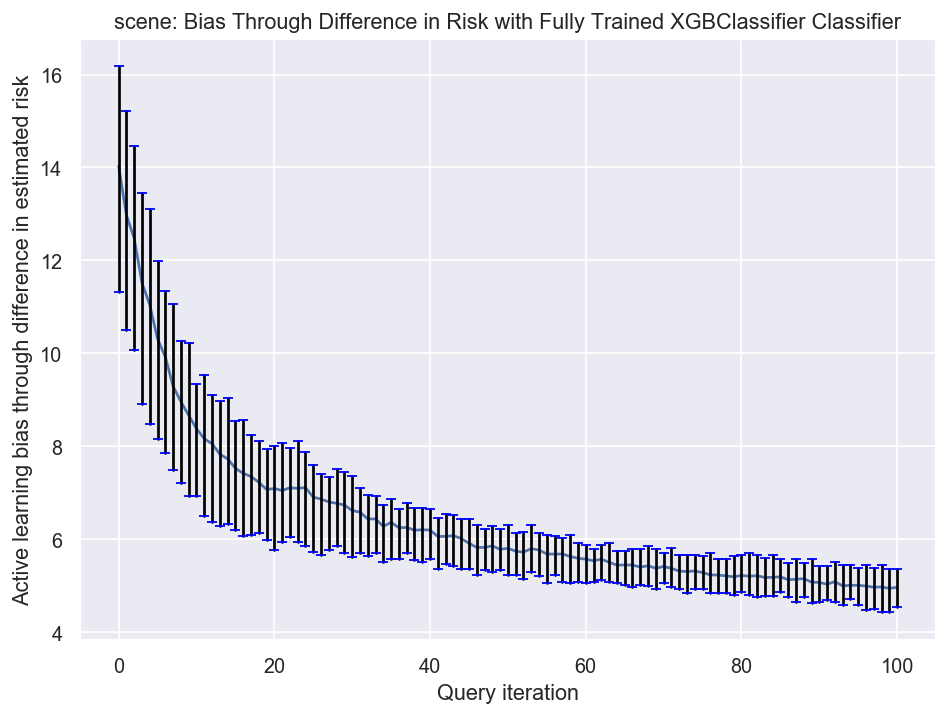 scene: Bias Through Difference in Risk with Fully Trained XGBClassifier Classifier
Active learning bias through difference in estimated risk
16
14
12
10
8
6
4
0 20 40 60 80 100
Query iteration